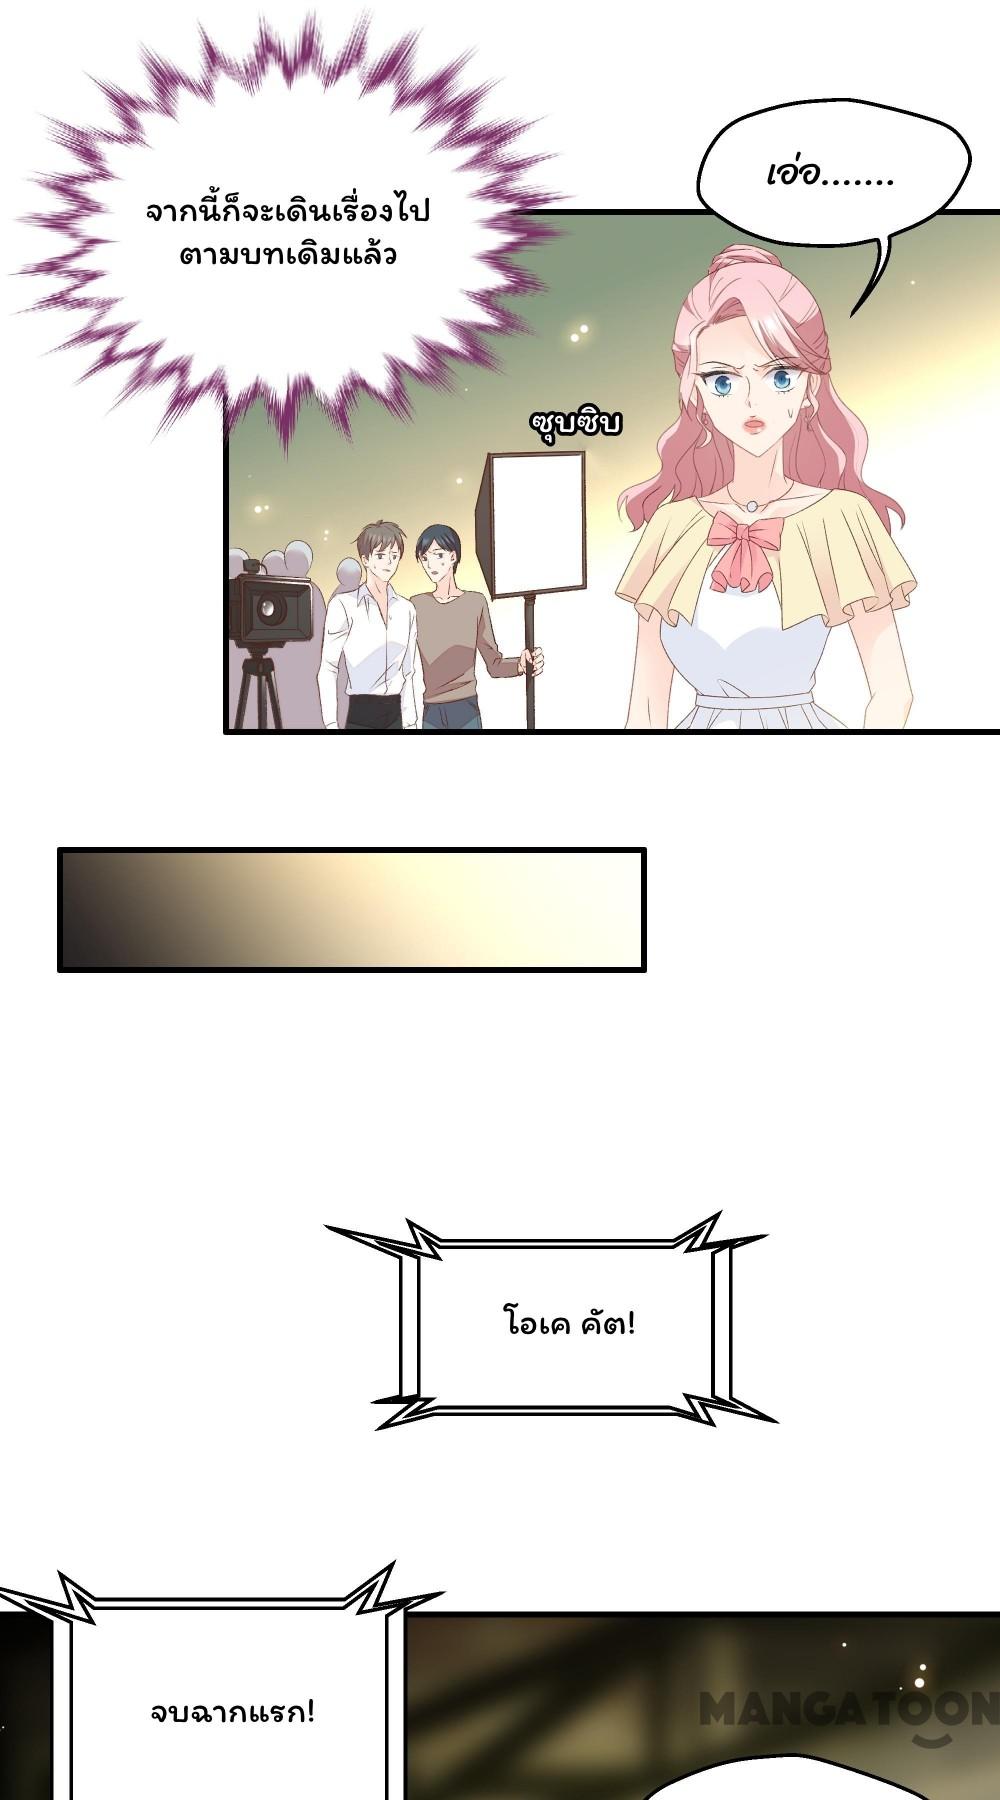 จากนี้ก็จะเดินเรื่องไป
ตามบทเดิมแล้ว
เอ่อ.......
ซุบซิบ
โอเค คัต!
จบฉากแรก!
MANGATOON